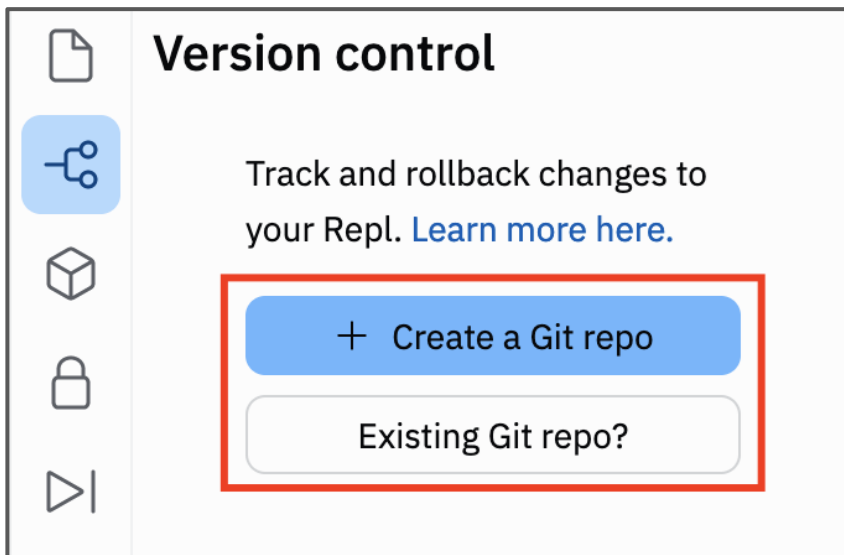 Version control
Track and rollback changes to
your Repl. Learn more here.
+ Create a Git repo
Existing Git repo?